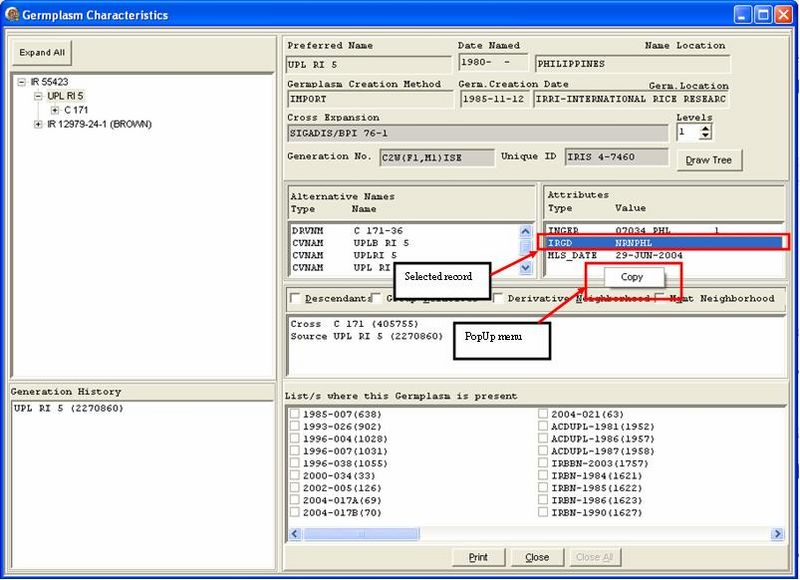 Germplasm Characteristics
Expand All
IR 55423
UPL RI 5
C 171
IR 12979-24-1 (BROWN)
Generation History
UPL RI 5 (2270860)
Preferred Name Date Named Name Location
UPL RI 5 1980- - PHILIPPINES
Germplasm Creation Method Germ.Creation Date Germ.Location
IMPORT 1985-11-12 IRRI-INTERNATIONAL RICE RESEARC
Cross Expansion Levels
SIGADIS/BPI 76-1 1
Generation No. C2W(F1,M1)ISE Unique ID IRIS 4-7460 Draw Tree
Alternative Names
Type Name
DRVNM C 171-36
CVNAM UPLB RI 5
CVNAM UPLRI 5
CVNAM UPL RI
Attributes
Type Value
INGER 07034 PHL 1
IRGD NRNPHL
MLS_DATE 29-JUN-2004
Selected record
Copy
Descendants Derivative Neighborhood Mgmt Neighborhood
Cross C 171 (405755)
Source UPL RI 5 (2270860)
PopUp menu
List/s where this Germplasm is present
1985-007(638) 2004-021(63)
1993-026(902) ACDUPL-1981(1952)
1996-004(1028) ACDUPL-1986(1957)
1996-007(1031) ACDUPL-1987(1958)
1996-038(1055) IRBBN-2003(1757)
2000-034(33) IRBN-1984(1621)
2002-005(126) IRBN-1985(1622)
2004-017A(69) IRBN-1986(1623)
2004-017B(70) IRBN-1990(1627)
Print Close Close All